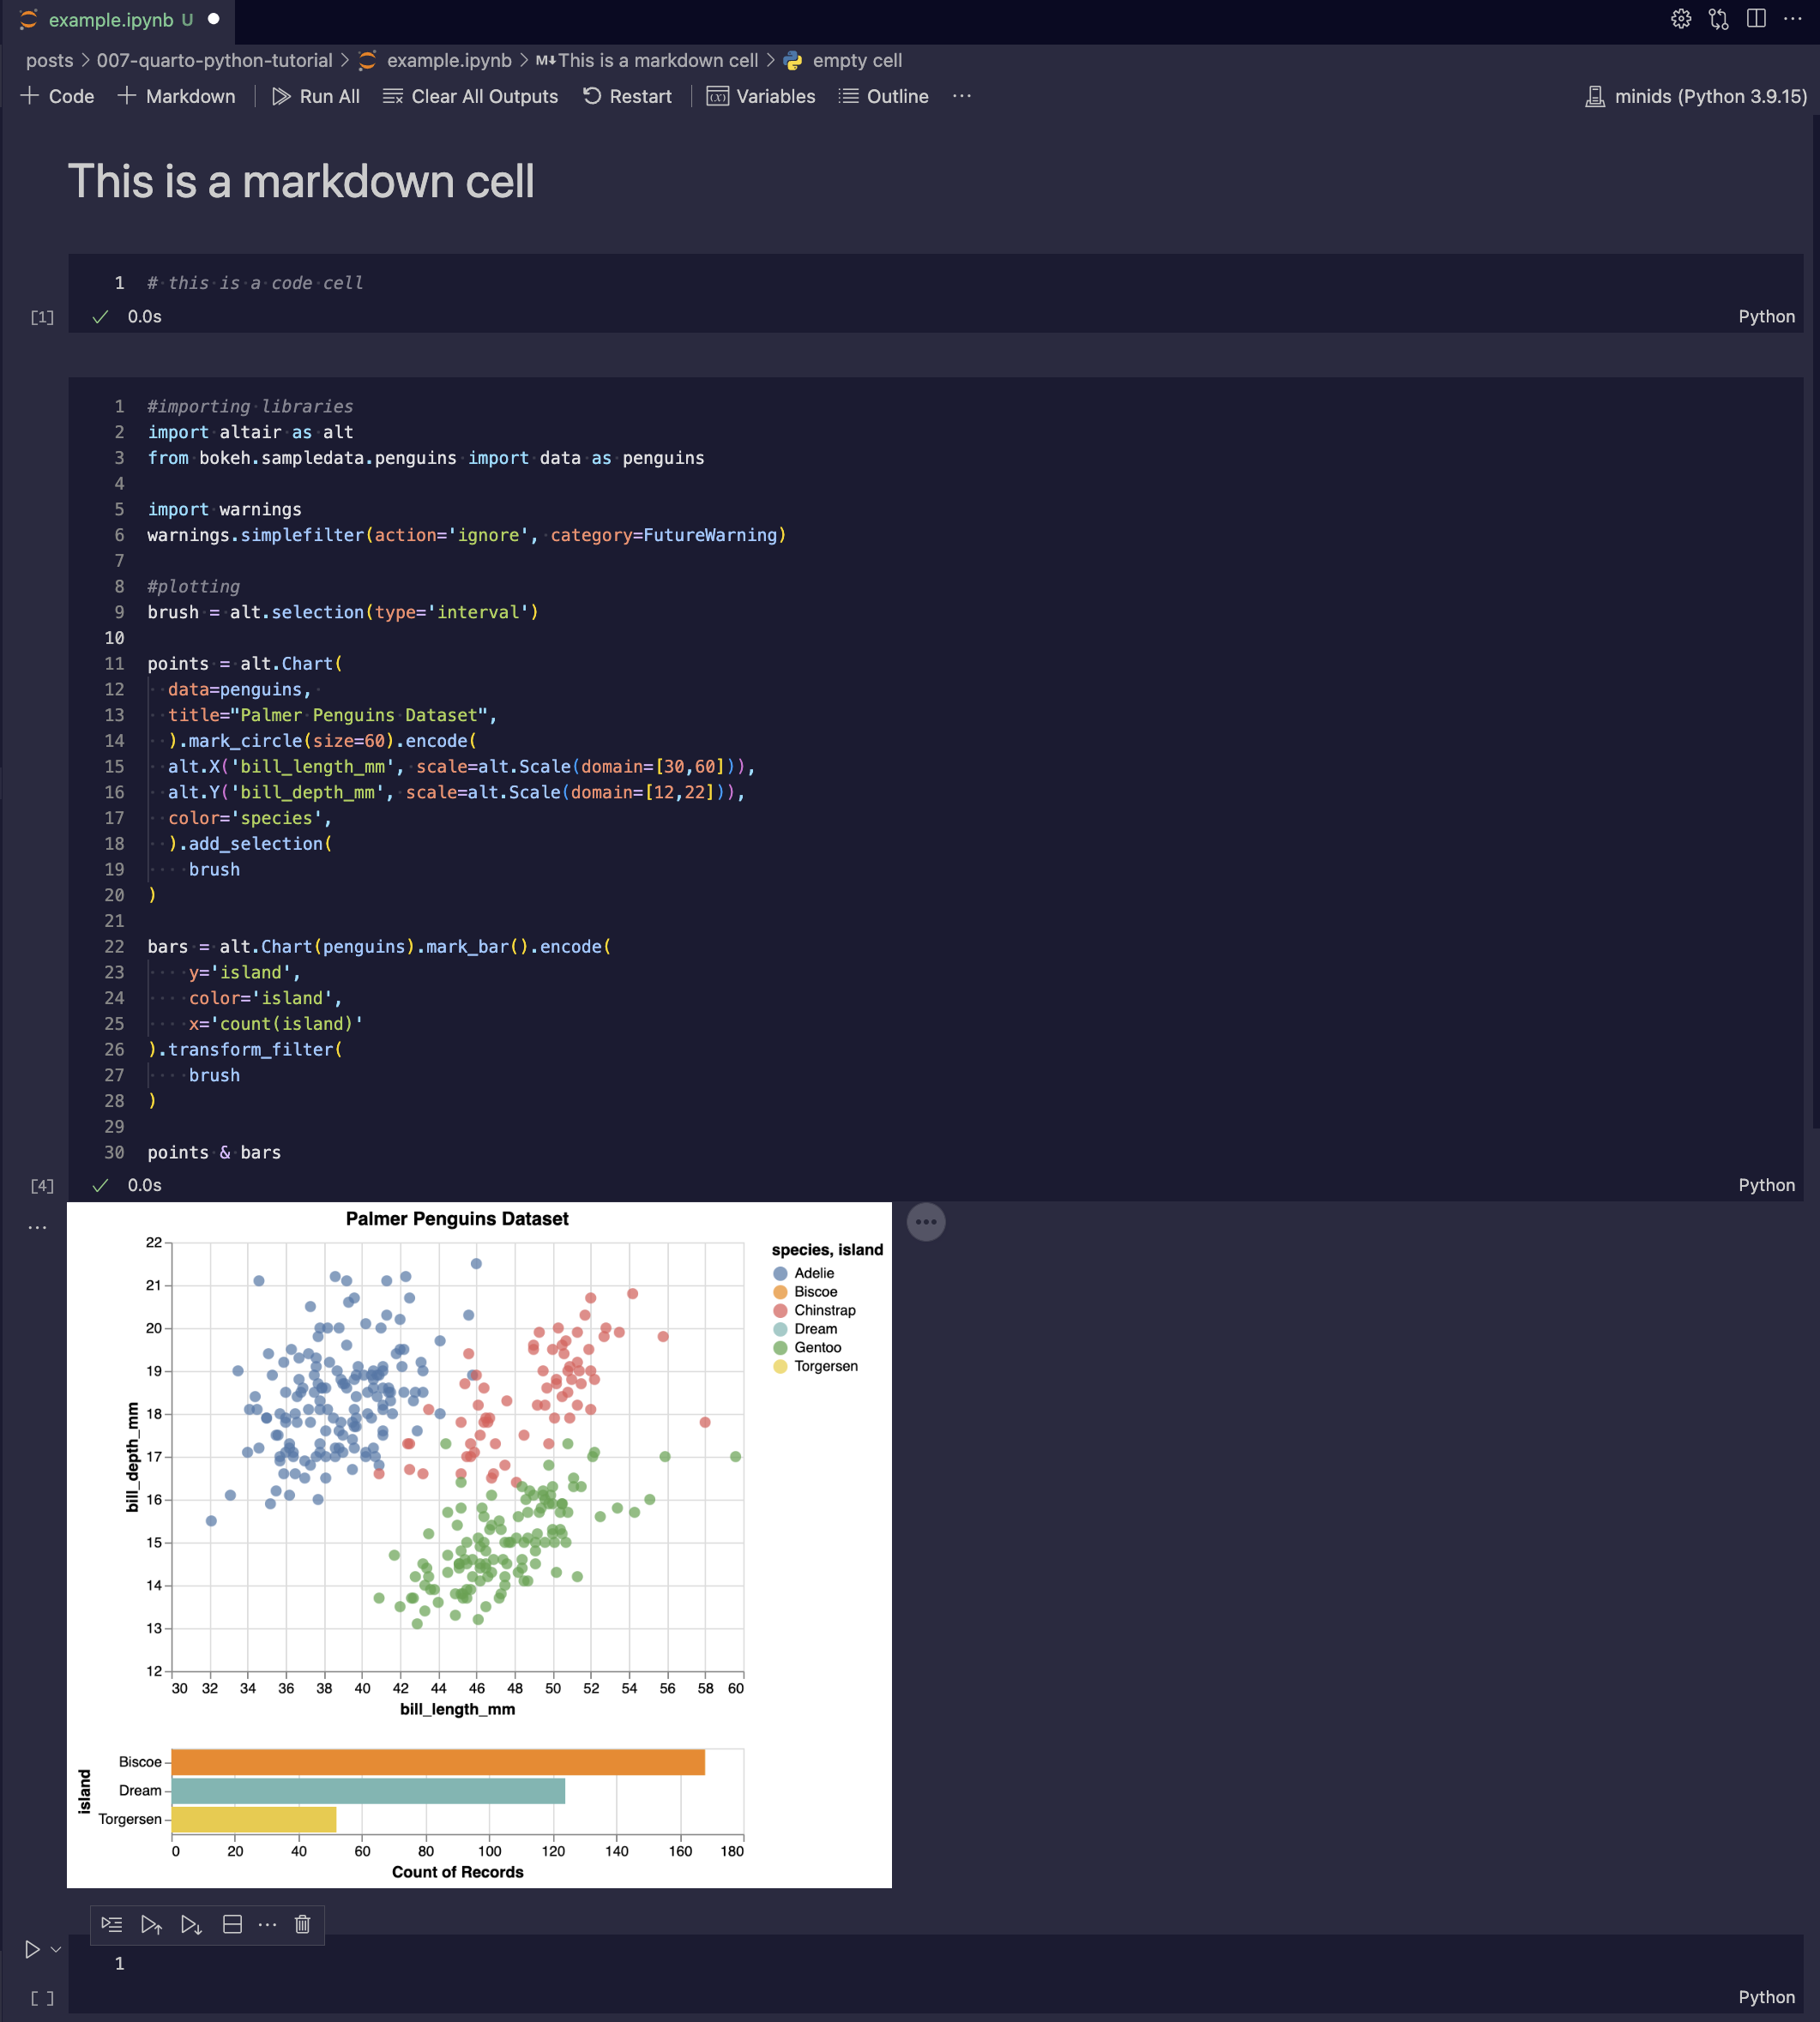 example.ipynb U
posts > 007-quarto-python-tutorial > example.ipynb > M↓This is a markdown cell > empty cell
+ Code + Markdown Run All Clear All Outputs Restart Variables Outline ...
minids (Python 3.9.15)
This is a markdown cell
1 # this is a code cell
[1] 0.0s Python
1 #importing libraries
2 import altair as alt
3 from bokeh.sampledata.penguins import data as penguins
4
5 import warnings
6 warnings.simplefilter(action='ignore', category=FutureWarning)
7
8 #plotting
9 brush = alt.selection(type='interval')
10
11 points = alt.Chart(
12 data=penguins,
13 title="Palmer Penguins Dataset",
14 ).mark_circle(size=60).encode(
15 alt.X('bill_length_mm', scale=alt.Scale(domain=[30,60])),
16 alt.Y('bill_depth_mm', scale=alt.Scale(domain=[12,22])),
17 color='species',
18 ).add_selection(
19 brush
20 )
21
22 bars = alt.Chart(penguins).mark_bar().encode(
23 y='island',
24 color='island',
25 x='count(island)'
26 ).transform_filter(
27 brush
28 )
29
30 points & bars
[4] 0.0s Python
Palmer Penguins Dataset
22
21
20
19
18
17
16
15
14
13
12
bill_depth_mm
30 32 34 36 38 40 42 44 46 48 50 52 54 56 58 60
bill_length_mm
species, island
Adelie
Biscoe
Chinstrap
Dream
Gentoo
Torgersen
island
Biscoe
Dream
Torgersen
0 20 40 60 80 100 120 140 160 180
Count of Records
1
[ ] Python